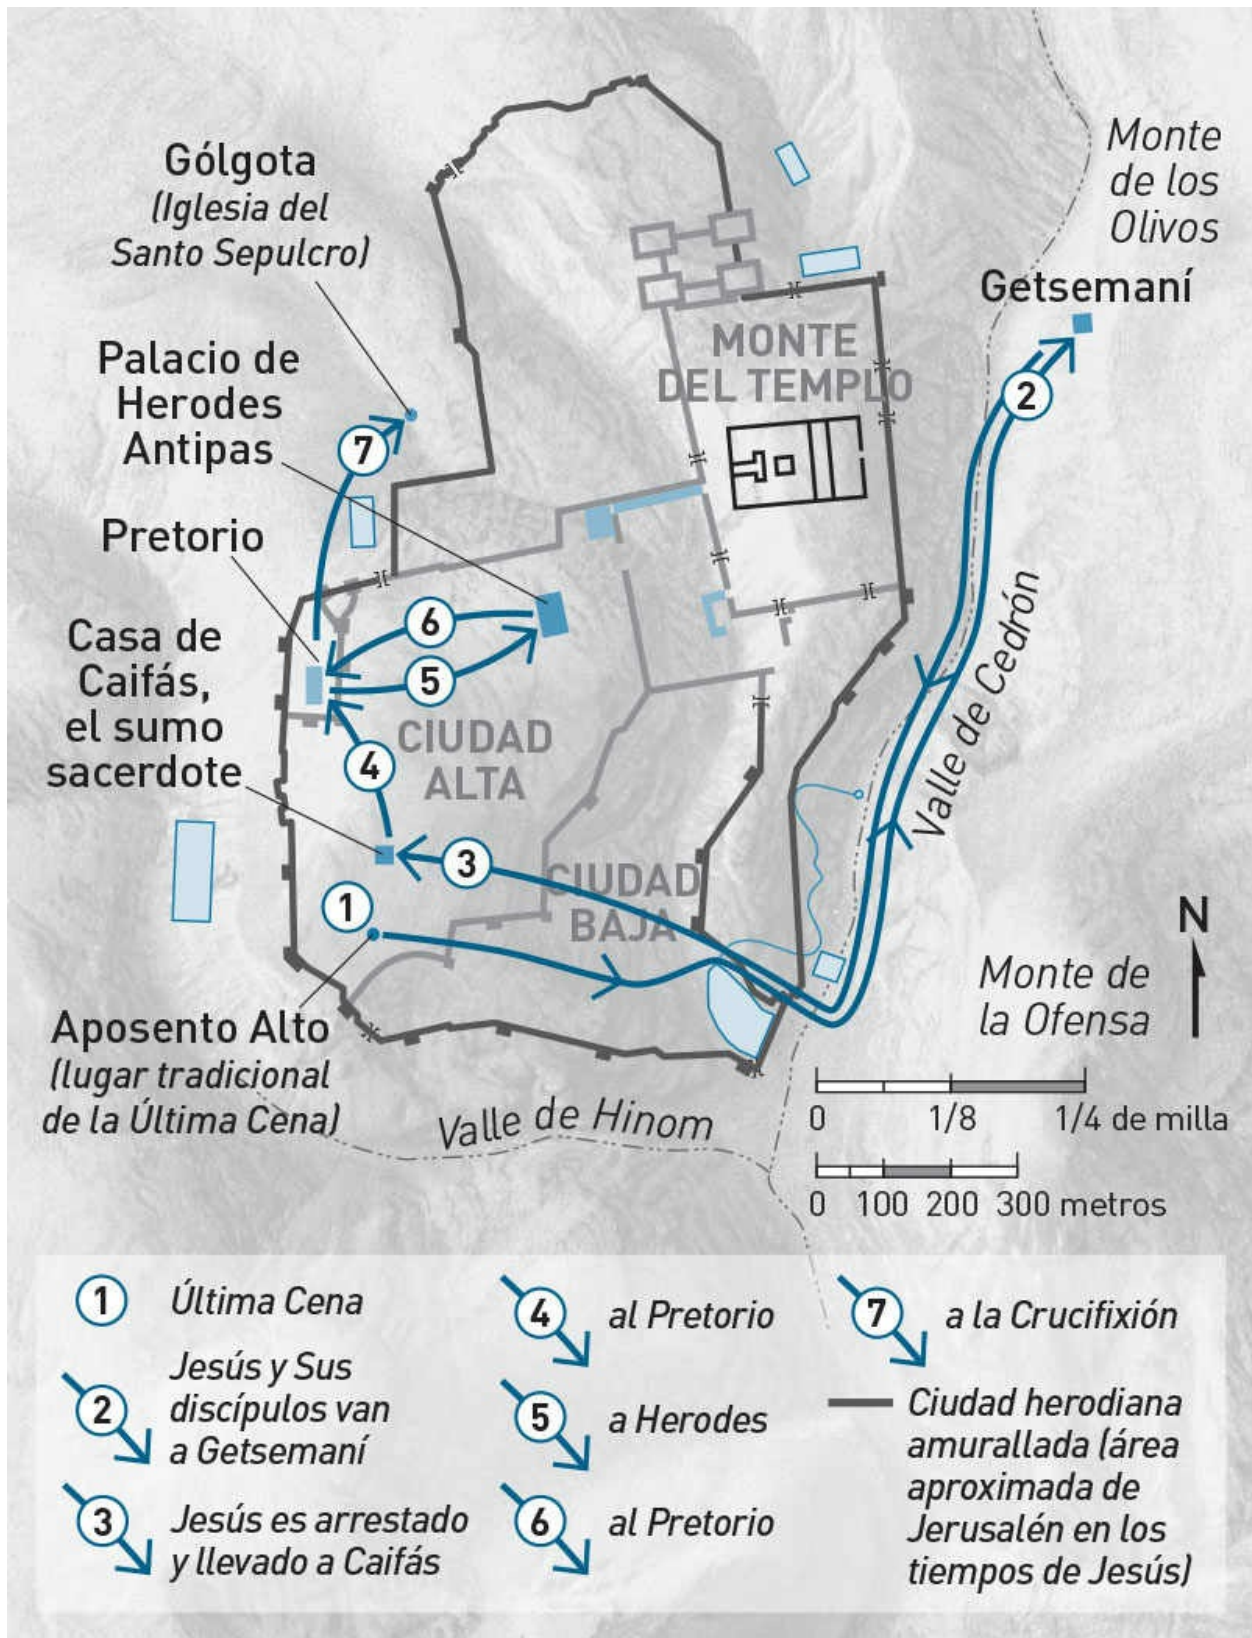 Gólgota
(Iglesia del
Santo Sepulcro)
Palacio de
Herodes
Antipas
Pretorio
Casa de
Caifás,
el sumo
sacerdote
Aposento Alto
(lugar tradicional
de la Última Cena)
Monte
de los
Olivos
Getsemaní
MONTE
DEL TEMPLO
2
7
6
5
4
3
1
CIUDAD
ALTA
CIUDAD
BAJA
Valle de Cedrón
N
Monte de
la Ofensa
Valle de Hinom
0 1/8 1/4 de milla
0 100 200 300 metros
1 Última Cena
2 Jesús y Sus
discípulos van
a Getsemaní
3 Jesús es arrestado
y llevado a Caifás
4 al Pretorio
5 a Herodes
6 al Pretorio
7 a la Crucifixión
Ciudad herodiana
amurallada (área
aproximada de
Jerusalén en los
tiempos de Jesús)